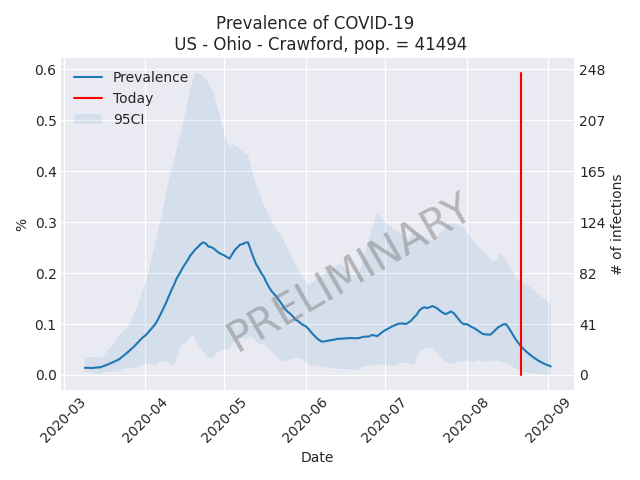 Prevalence of COVID-19
US - Ohio - Crawford, pop. = 41494
Prevalence
Today
95CI
PRELIMINARY
%
0.6
0.5
0.4
0.3
0.2
0.1
0.0
248
207
165
124
82
41
0
# of infections
2020-03
2020-04
2020-05
2020-06
2020-07
2020-08
2020-09
Date